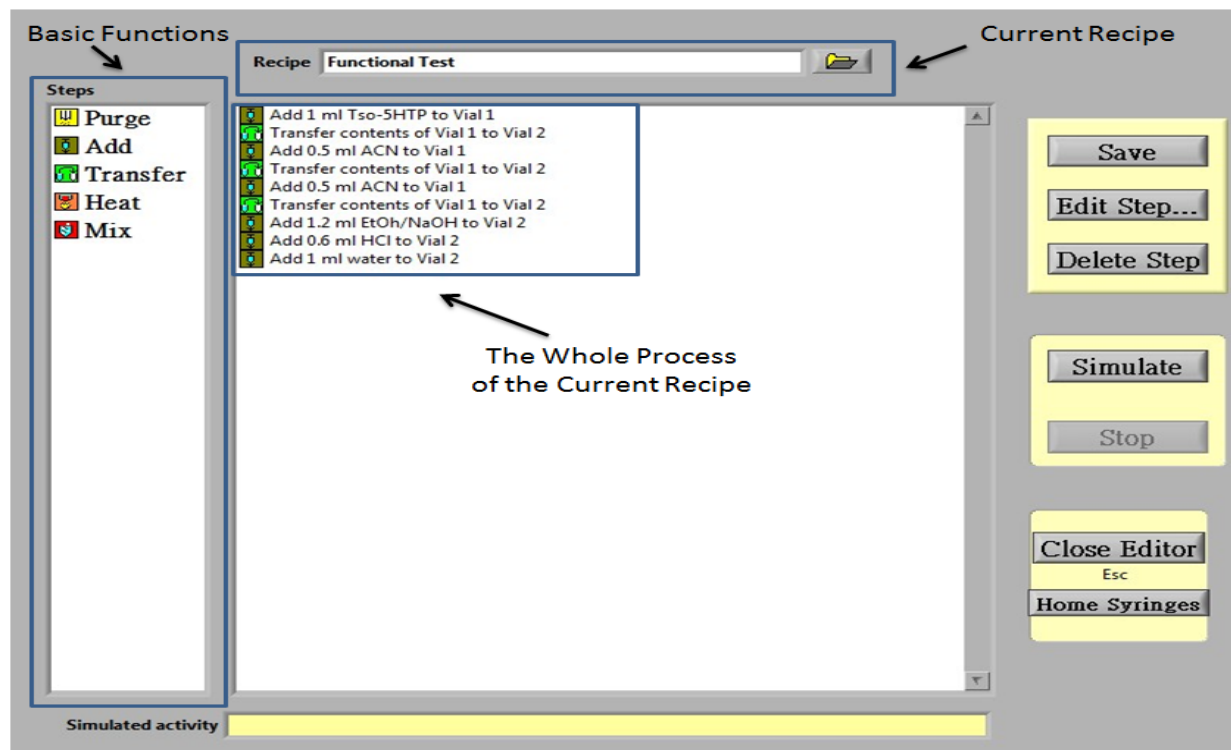 Basic Functions
Current Recipe
Recipe Functional Test
Steps
Purge
Add
Transfer
Heat
Mix
Add 1 ml Tso-5HTP to Vial 1
Transfer contents of Vial 1 to Vial 2
Add 0.5 ml ACN to Vial 1
Transfer contents of Vial 1 to Vial 2
Add 0.5 ml ACN to Vial 1
Transfer contents of Vial 1 to Vial 2
Add 1.2 ml EtOh/NaOH to Vial 2
Add 0.6 ml HCl to Vial 2
Add 1 ml water to Vial 2
The Whole Process
of the Current Recipe
Save
Edit Step...
Delete Step
Simulate
Stop
Close Editor
Esc
Home Syringes
Simulated activity